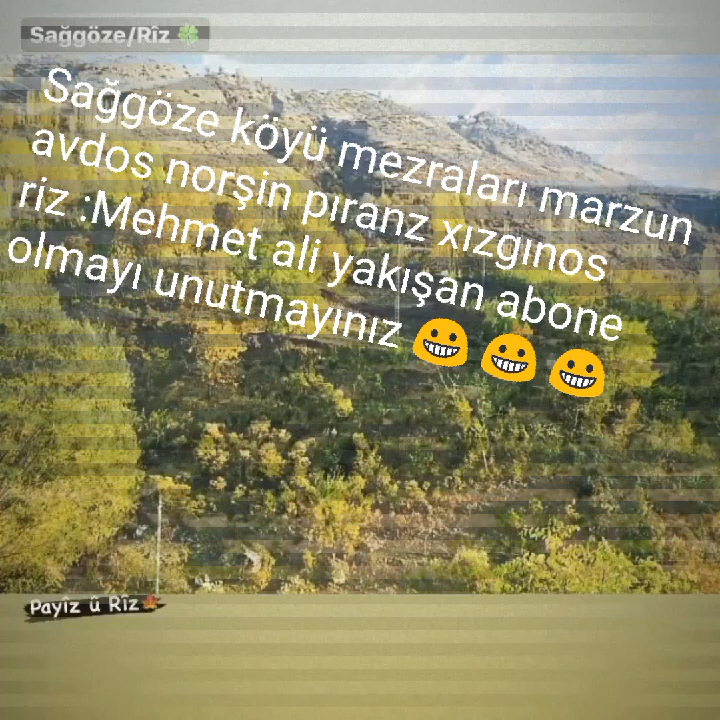 Sağgöze/Rîz 🍀
Sağgöze köyü mezraları marzun
avdos norşin pıranz xızgınos
riz :Mehmet ali yakışan abone
olmayı unutmayınız 😀 😀 😀
Payîz û Rîz🍁